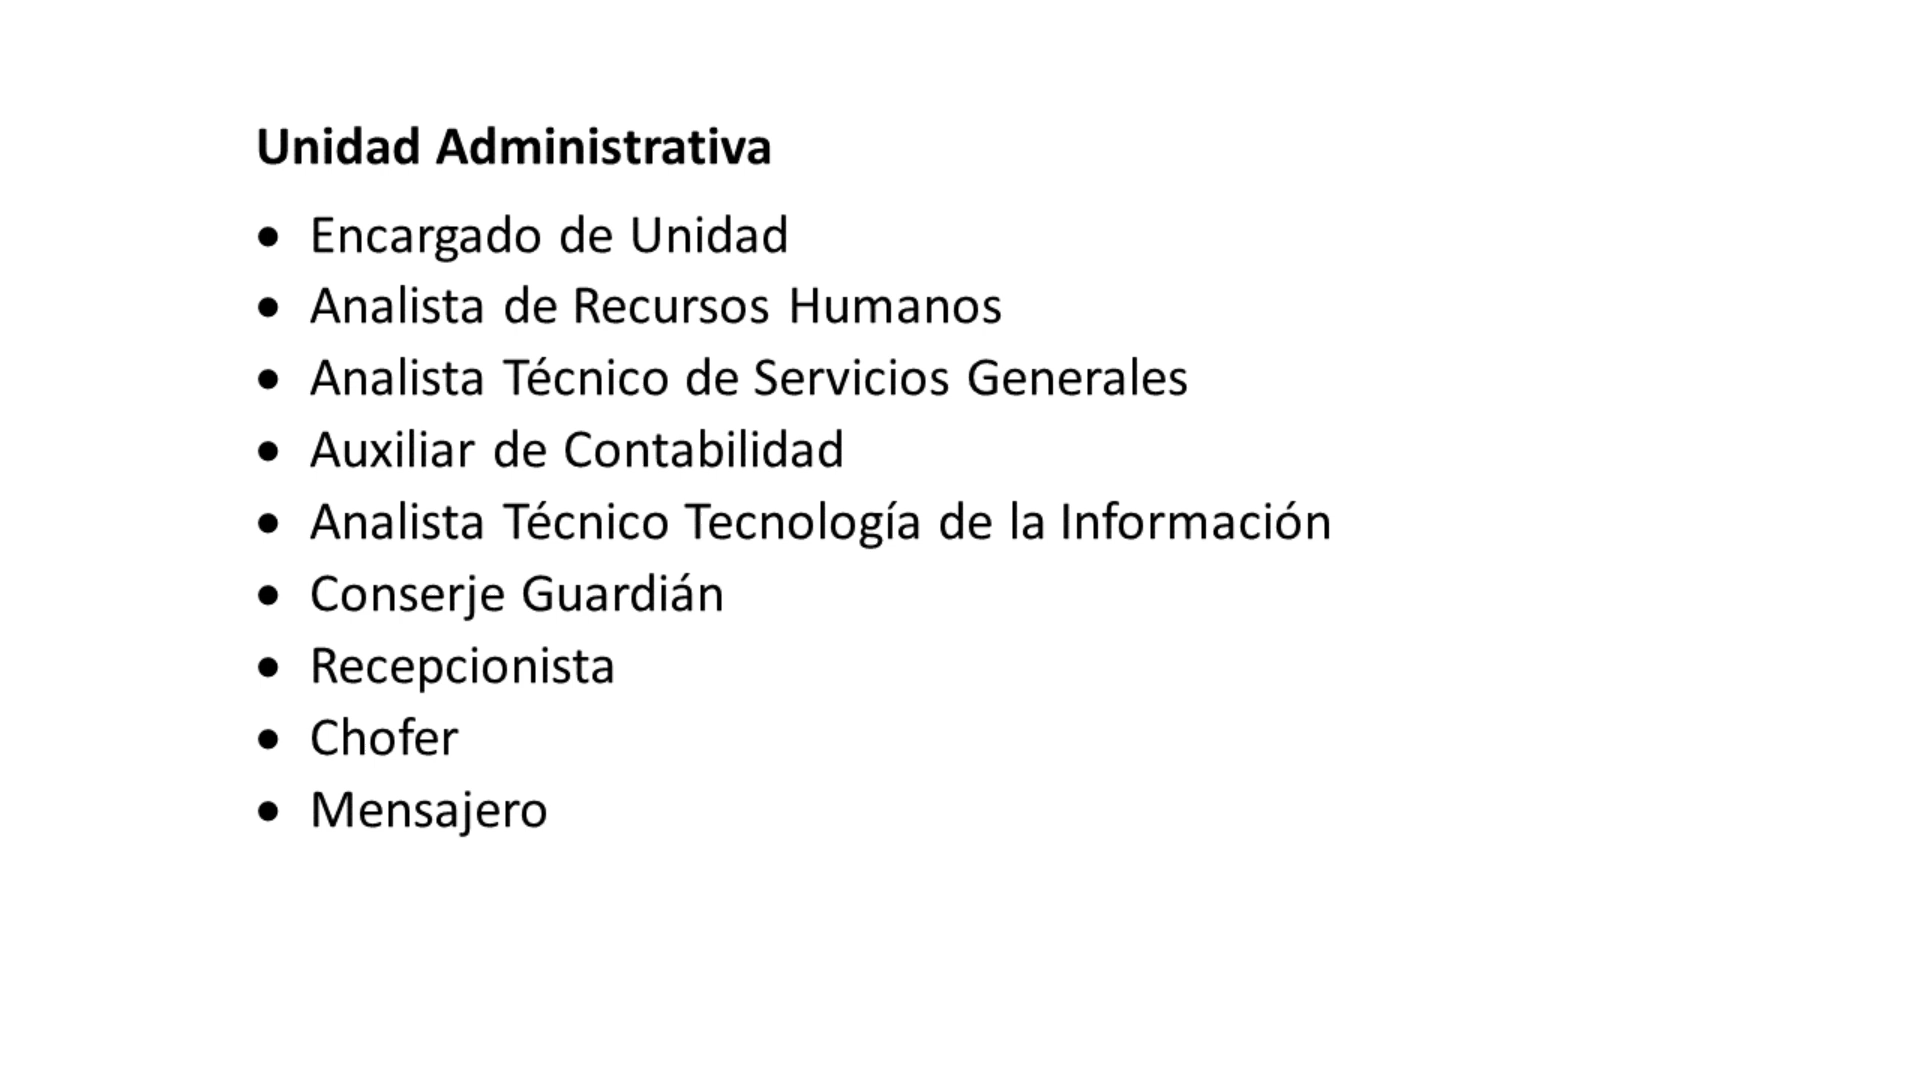 Unidad Administrativa
• Encargado de Unidad
• Analista de Recursos Humanos
• Analista Técnico de Servicios Generales
• Auxiliar de Contabilidad
• Analista Técnico Tecnología de la Información
• Conserje Guardián
• Recepcionista
• Chofer
• Mensajero